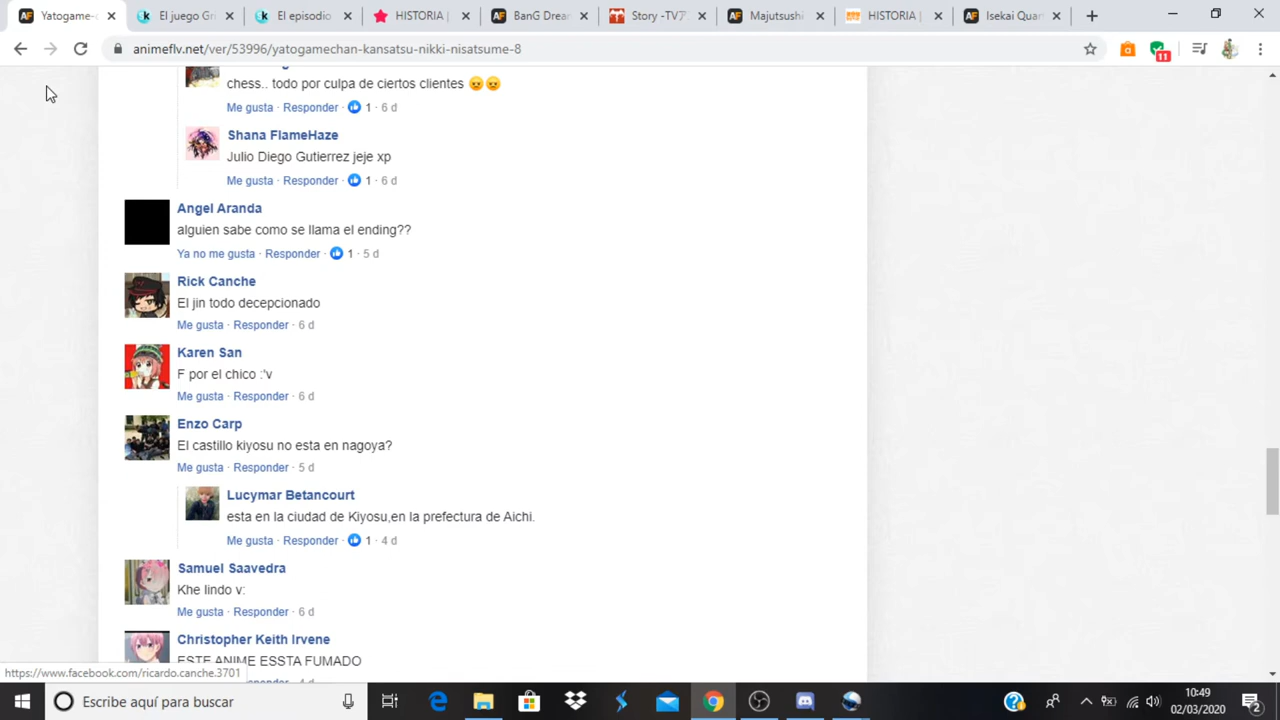 Yatogame-
El juego Gr
El episodio
HISTORIA |
BanG Drea
Story -TVア
Majutsushi
HISTORIA |
Isekai Quar
animeflv.net/ver/53996/yatogamechan-kansatsu-nikki-nisatsume-8
11
chess.. todo por culpa de ciertos clientes 😠😠
Me gusta · Responder · 1 · 6 d
Shana FlameHaze
Julio Diego Gutierrez jeje xp
Me gusta · Responder · 1 · 6 d
Angel Aranda
alguien sabe como se llama el ending??
Ya no me gusta · Responder · 1 · 5 d
Rick Canche
El jin todo decepcionado
Me gusta · Responder · 6 d
Karen San
F por el chico :'v
Me gusta · Responder · 6 d
Enzo Carp
El castillo kiyosu no esta en nagoya?
Me gusta · Responder · 5 d
Lucymar Betancourt
esta en la ciudad de Kiyosu,en la prefectura de Aichi.
Me gusta · Responder · 1 · 4 d
Samuel Saavedra
Khe lindo v:
Me gusta · Responder · 6 d
Christopher Keith Irvene
ESTE ANIME ESSTA FUMADO
https://www.facebook.com/ricardo.canche.3701
Escribe aquí para buscar
10:49
02/03/2020
2